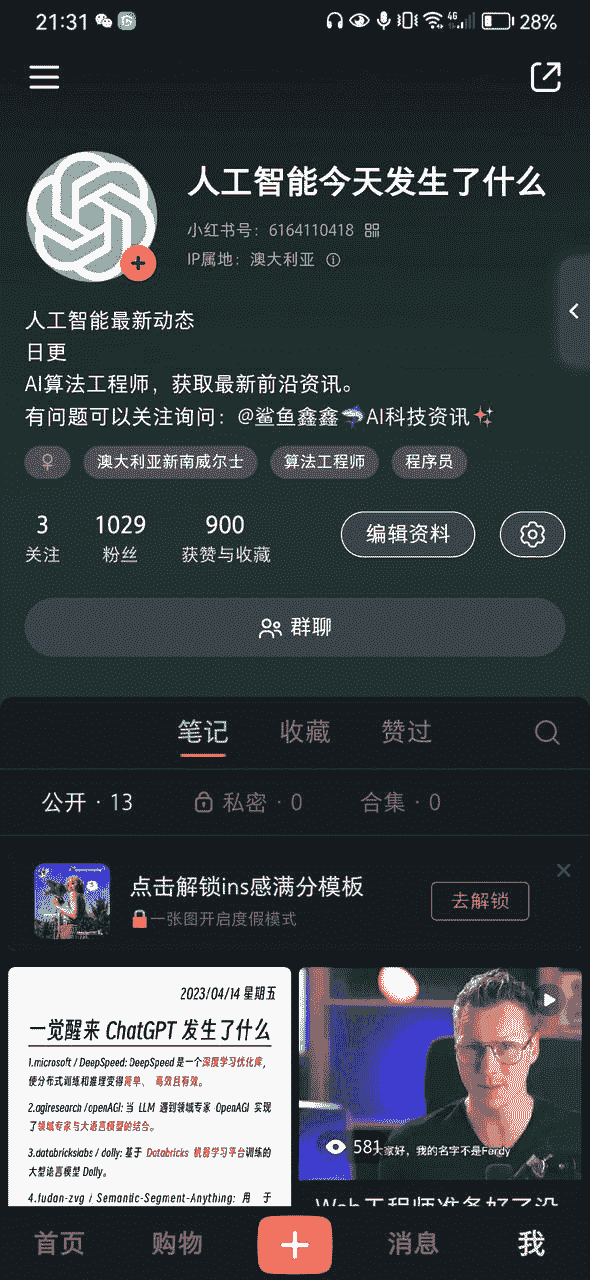 21:31
4G
28%
人工智能今天发生了什么
小红书号：6164110418
IP属地：澳大利亚
人工智能最新动态
日更
AI算法工程师，获取最新前沿资讯。
有问题可以关注询问：@鲨鱼鑫鑫🦈AI科技资讯✨
澳大利亚新南威尔士
算法工程师
程序员
3
1029
900
关注
粉丝
获赞与收藏
编辑资料
群聊
笔记
收藏
赞过
公开 · 13
私密 · 0
合集 · 0
点击解锁ins感满分模板
一张图开启度假模式
去解锁
2023/04/14 星期五
一觉醒来 ChatGPT 发生了什么
1.microsoft / DeepSpeed: DeepSpeed 是一个深度学习优化库，
使分布式训练和推理变得简单、 高效且有效。
2.agiresearch /openAGI: 当 LLM 遇到领域专家 OpenAGI 实现
了领域专家与大语言模型的结合。
3.databrickslabs / dolly: 基于 Databricks 机器学习平台训练的
大型语言模型 Dolly。
4.fudan-zvg / Semantic-Segment-Anything: 用 于
581
家好，我的名字不是Ferdy
Web工程师准备好了没
首页
购物
消息
我